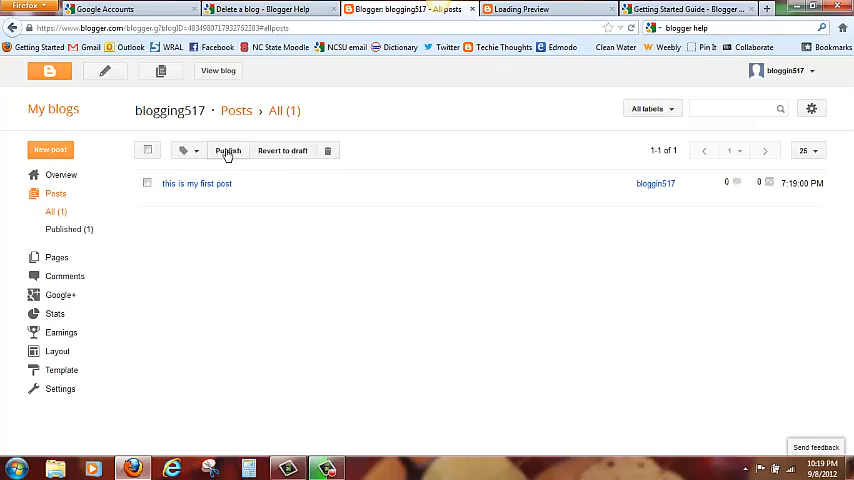 Firefox
Google Accounts
Delete a blog - Blogger Help
Blogger: blogging517 - All posts
Loading Preview
Getting Started Guide - Blogger ...
https://www.blogger.com/blogger.g?blogID=4834980717932762383#allposts
blogger help
Getting Started
Gmail
Outlook
WRAL
Facebook
NC State Moodle
NCSU email
Dictionary
Twitter
Techie Thoughts
Edmodo
Clean Water
Weebly
Pin It
Collaborate
Bookmarks
View blog
bloggin517
My blogs
blogging517 · Posts › All (1)
All labels
New post
Publish
Revert to draft
1-1 of 1
1
25
Overview
Posts
All (1)
Published (1)
Pages
Comments
Google+
Stats
Earnings
Layout
Template
Settings
this is my first post
bloggin517
0
0
7:19:00 PM
Send feedback
10:19 PM
9/8/2012